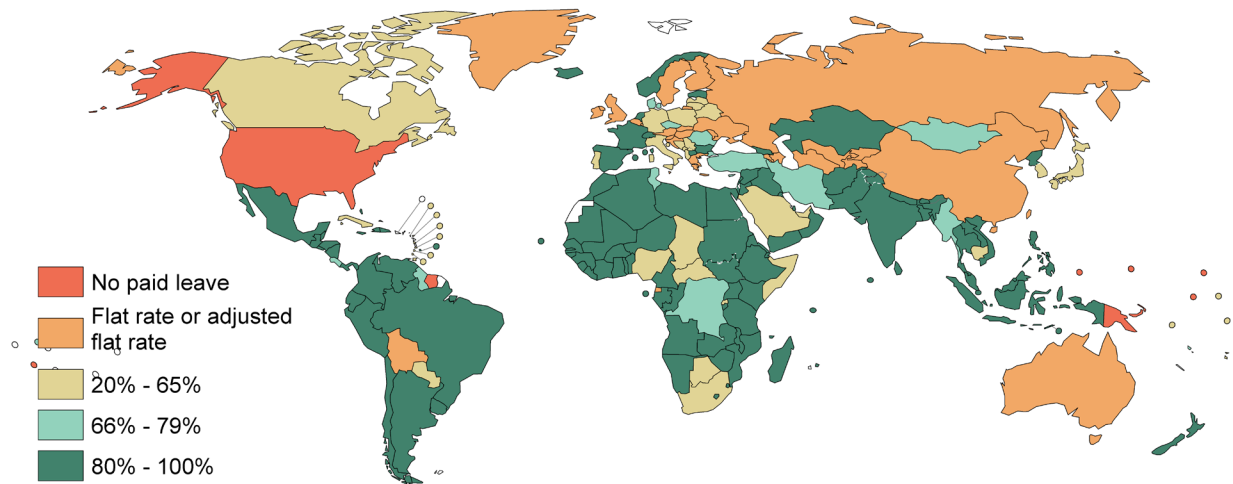 No paid leave
Flat rate or adjusted
flat rate
20% - 65%
66% - 79%
80% - 100%